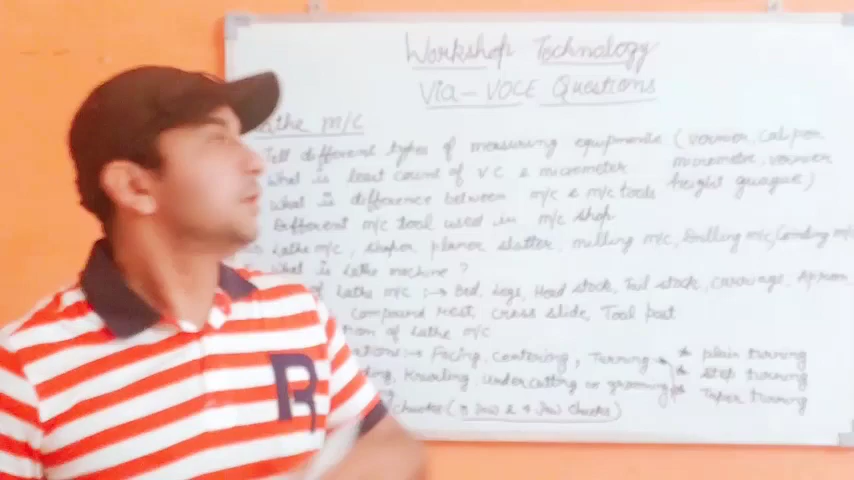 Workshop Technology
Via-VOCE Questions
Lathe m/c
Tell different types of measuring equipments (vernier, Caliper
What is least count of VC & micrometer micrometre, vernier
What is difference between m/c & m/c tools height guague)
Different m/c tool used in m/c shop
Lathe m/c, shaper, planer slotter, milling m/c, Drilling m/c, Grinding m/c
What is Lathe machine ?
of Lathe m/c :→ Bed, Legs, Head stock, Tail stock, carriage, Apron,
compound rest, cross slide, Tool post
of Lathe m/c
Facing, Centering, Turning * plain turning
Knurling, undercutting or grooving * step turning
* Taper turning
chucks (3 Jaw & 4 Jaw chucks)
R